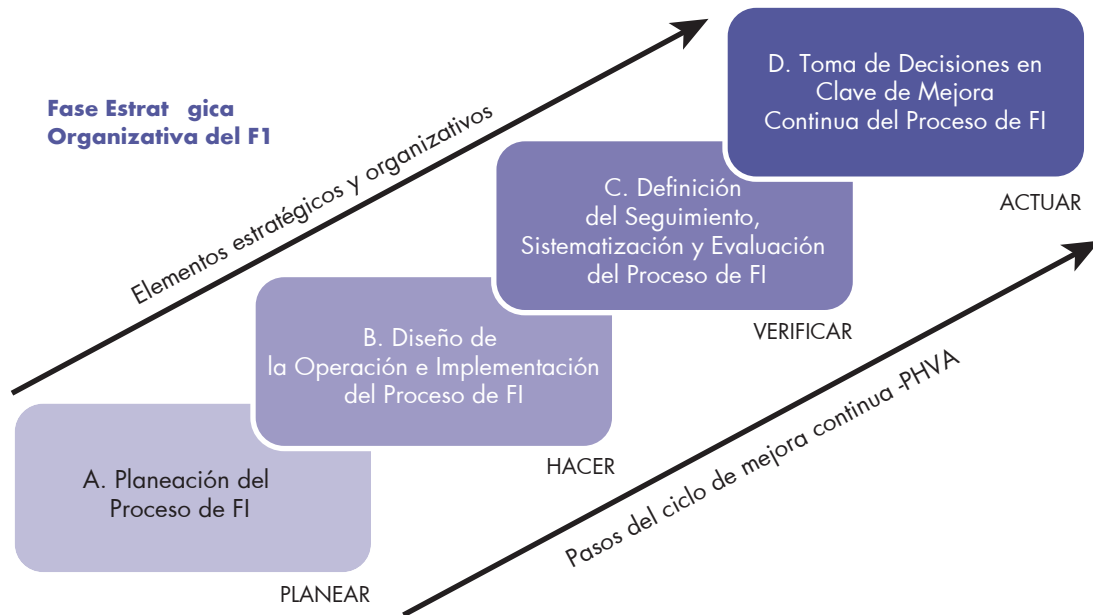 Fase Estrat gica
Organizativa del F1
Elementos estratégicos y organizativos
D. Toma de Decisiones en
Clave de Mejora
Continua del Proceso de FI
ACTUAR
C. Definición
del Seguimiento,
Sistematización y Evaluación
del Proceso de FI
VERIFICAR
B. Diseño de
la Operación e Implementación
del Proceso de FI
HACER
A. Planeación del
Proceso de FI
PLANEAR
Pasos del ciclo de mejora continua -PHVA